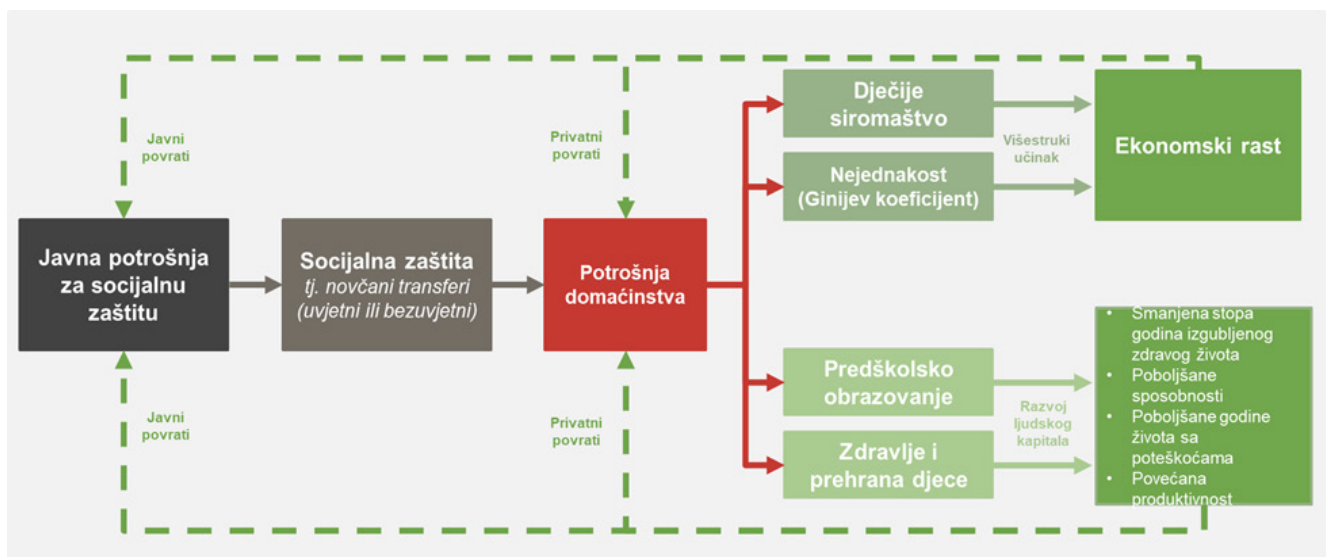 Javni
povrati
Privatni
povrati
Dječije
siromaštvo
Nejednakost
(Ginijev koeficijent)
Višestruki
učinak
Ekonomski rast
Javna potrošnja
za socijalnu
zaštitu
Socijalna zaštita
tj. novčani transferi
(uvjetni ili bezuvjetni)
Potrošnja
domaćinstva
Javni
povrati
Privatni
povrati
Predškolsko
obrazovanje
Zdravlje i
prehrana djece
Razvoj
ljudskog
kapitala
• Smanjena stopa
godina izgubljenog
zdravog života
• Poboljšane
sposobnosti
• Poboljšane godine
života sa
poteškoćama
• Povećana
produktivnost